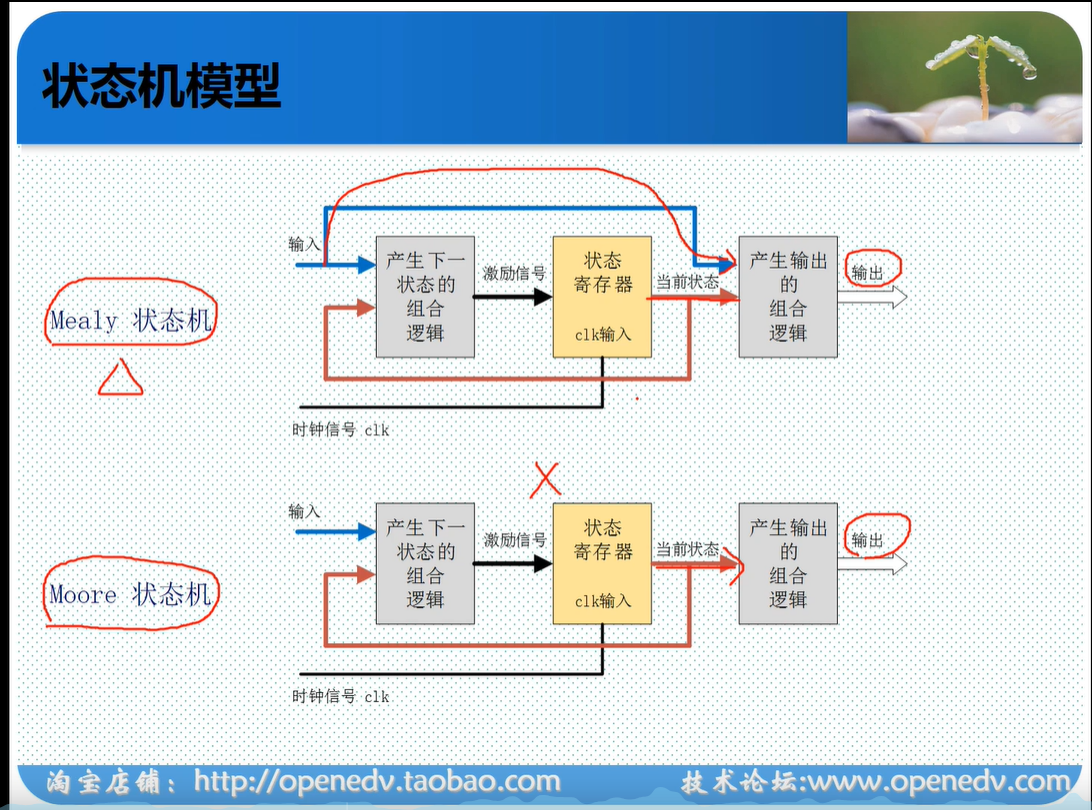 状态机模型
输入
产生下一
状态的
组合
逻辑
激励信号
状态
寄存器
clk输入
当前状态
产生输出
的
组合
逻辑
输出
Mealy 状态机
时钟信号 clk
输入
产生下一
状态的
组合
逻辑
激励信号
状态
寄存器
clk输入
当前状态
产生输出
的
组合
逻辑
输出
Moore 状态机
时钟信号 clk
淘宝店铺：http://openedv.taobao.com
技术论坛:www.openedv.com